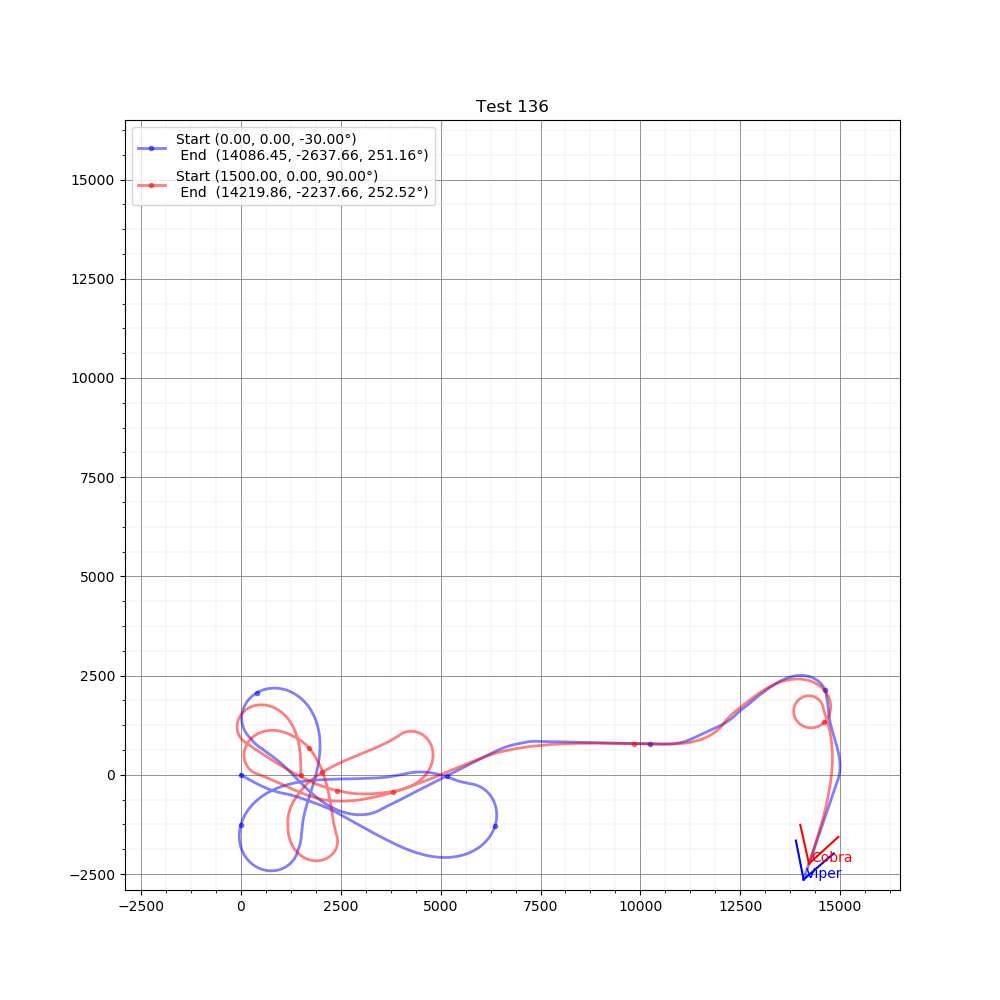 Test 136
Start (0.00, 0.00, -30.00°)
End (14086.45, -2637.66, 251.16°)
Start (1500.00, 0.00, 90.00°)
End (14219.86, -2237.66, 252.52°)
15000
12500
10000
7500
5000
2500
0
−2500
Cobra
Viper
−2500
0
2500
5000
7500
10000
12500
15000